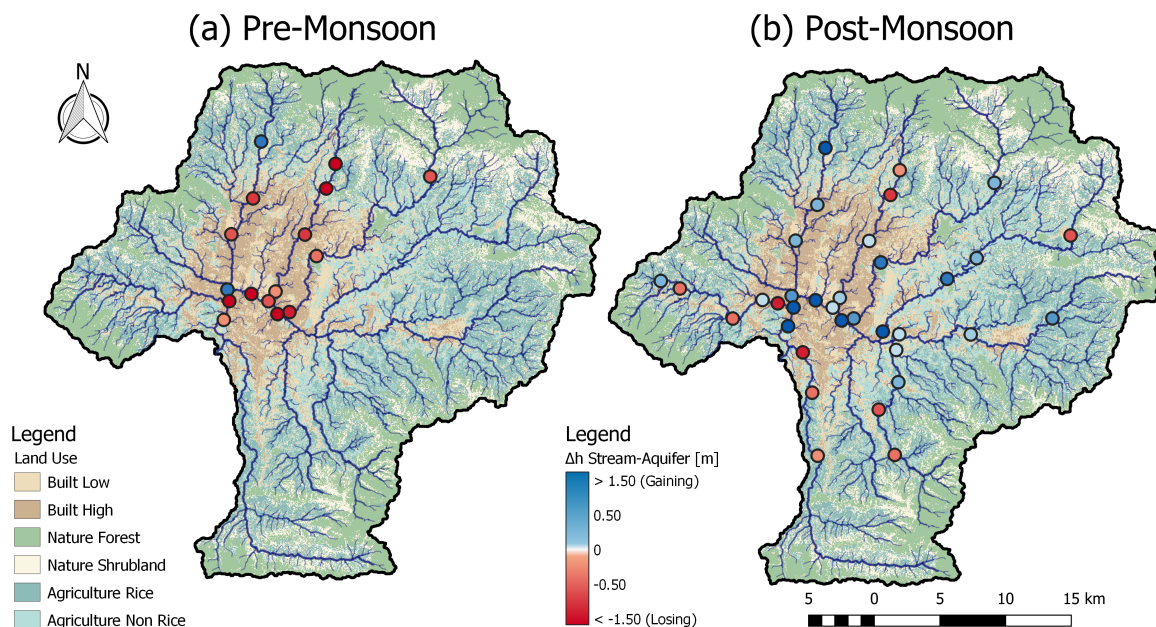 (a) Pre-Monsoon
(b) Post-Monsoon
N
Legend
Land Use
Built Low
Built High
Nature Forest
Nature Shrubland
Agriculture Rice
Agriculture Non Rice
Legend
Δh Stream-Aquifer [m]
> 1.50 (Gaining)
0.50
0
-0.50
< -1.50 (Losing)
5 0 5 10 15 km